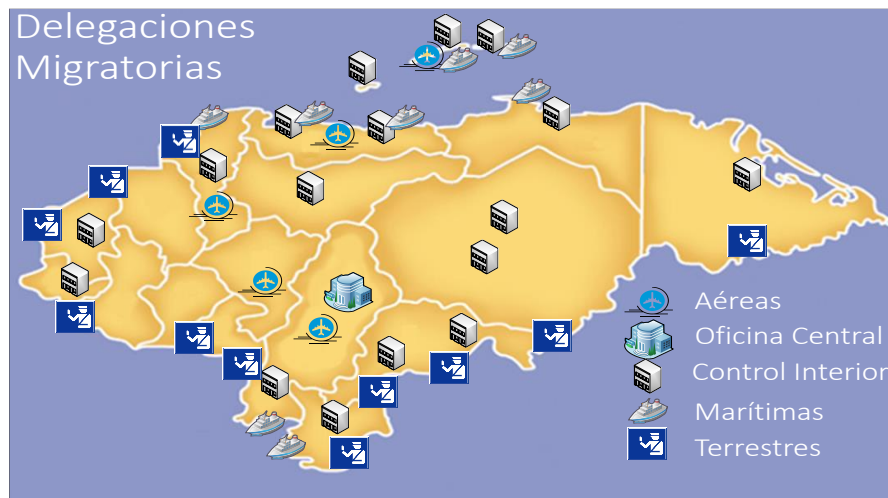 Delegaciones
Migratorias
Aéreas
Oficina Central
Control Interior
Marítimas
Terrestres